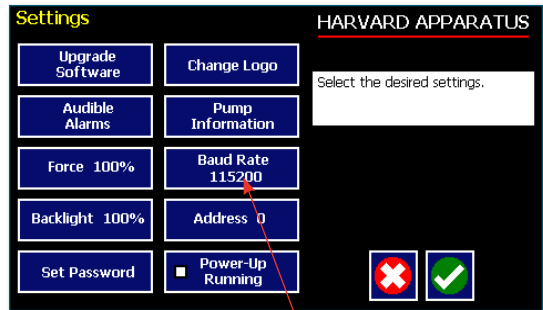 Settings
HARVARD APPARATUS
Upgrade
Software
Change Logo
Select the desired settings.
Audible
Alarms
Pump
Information
Force 100%
Baud Rate
115200
Backlight 100%
Address 0
Set Password
Power-Up
Running